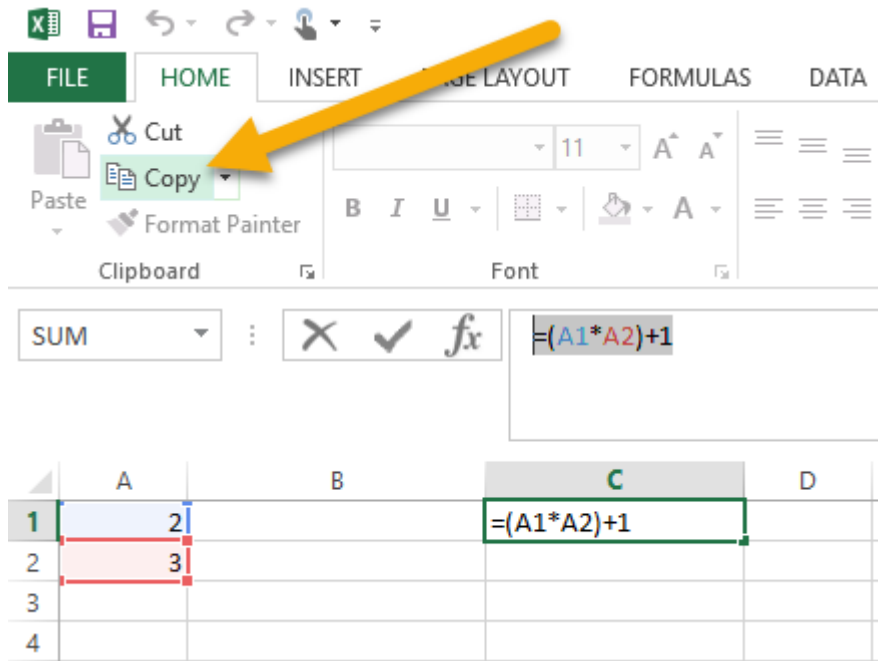 FILE HOME INSERT PAGE LAYOUT FORMULAS DATA
Cut
Copy
Paste
Format Painter
11 A A
B I U A
Clipboard Font
SUM fx =(A1*A2)+1
A B C D
1 2 =(A1*A2)+1
2 3
3
4